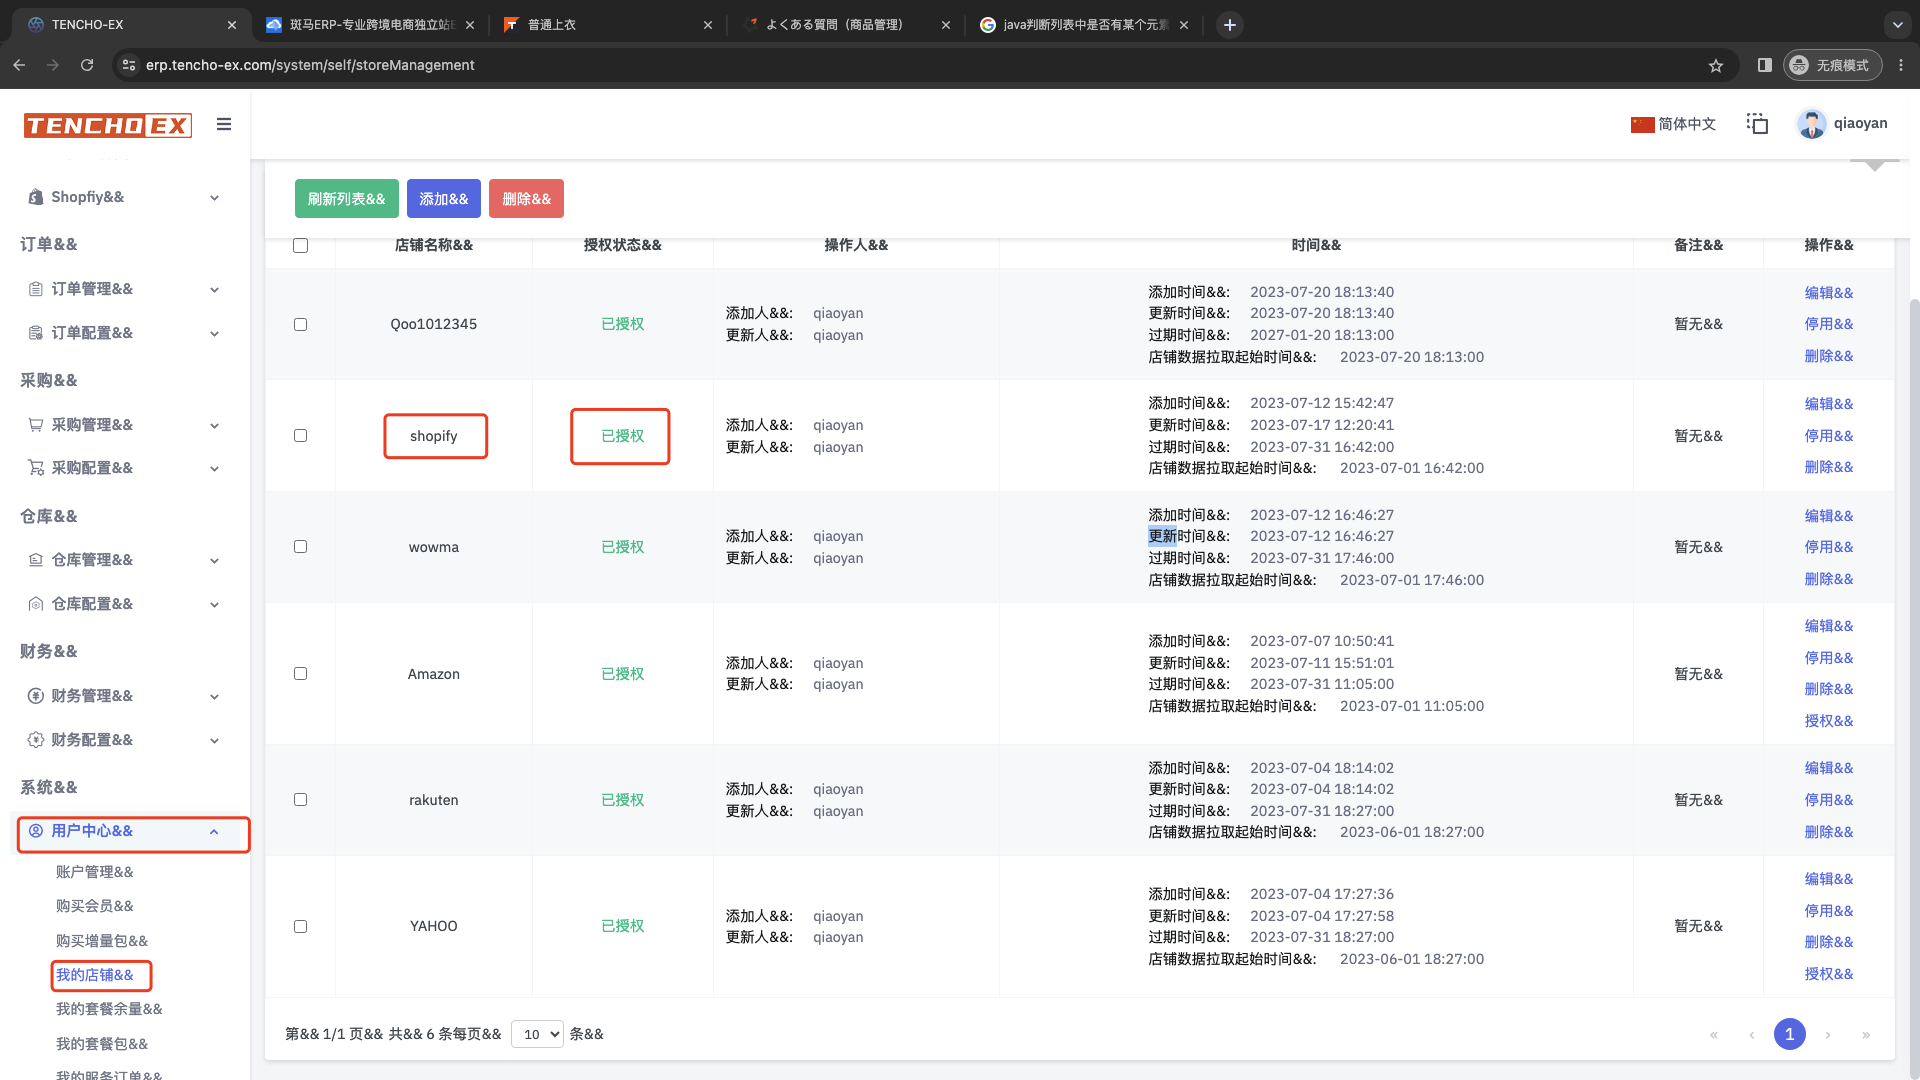 TENCHO-EX
斑马ERP-专业跨境电商独立站E
普通上衣
よくある質問（商品管理）
java判断列表中是否有某个元素
erp.tencho-ex.com/system/self/storeManagement
无痕模式
TENCHO EX
简体中文
qiaoyan
Shopfiy&&
订单&&
订单管理&&
订单配置&&
采购&&
采购管理&&
采购配置&&
仓库&&
仓库管理&&
仓库配置&&
财务&&
财务管理&&
财务配置&&
系统&&
用户中心&&
账户管理&&
购买会员&&
购买增量包&&
我的店铺&&
我的套餐余量&&
我的套餐包&&
我的服务订单&&
刷新列表&& 添加&& 删除&&
店铺名称&& 授权状态&& 操作人&& 时间&& 备注&& 操作&&
Qoo1012345
已授权
添加人&&: qiaoyan
更新人&&: qiaoyan
添加时间&&: 2023-07-20 18:13:40
更新时间&&: 2023-07-20 18:13:40
过期时间&&: 2027-01-20 18:13:00
店铺数据拉取起始时间&&: 2023-07-20 18:13:00
暂无&&
编辑&&
停用&&
删除&&
shopify
已授权
添加人&&: qiaoyan
更新人&&: qiaoyan
添加时间&&: 2023-07-12 15:42:47
更新时间&&: 2023-07-17 12:20:41
过期时间&&: 2023-07-31 16:42:00
店铺数据拉取起始时间&&: 2023-07-01 16:42:00
暂无&&
编辑&&
停用&&
删除&&
wowma
已授权
添加人&&: qiaoyan
更新人&&: qiaoyan
添加时间&&: 2023-07-12 16:46:27
更新时间&&: 2023-07-12 16:46:27
过期时间&&: 2023-07-31 17:46:00
店铺数据拉取起始时间&&: 2023-07-01 17:46:00
暂无&&
编辑&&
停用&&
删除&&
Amazon
已授权
添加人&&: qiaoyan
更新人&&: qiaoyan
添加时间&&: 2023-07-07 10:50:41
更新时间&&: 2023-07-11 15:51:01
过期时间&&: 2023-07-31 11:05:00
店铺数据拉取起始时间&&: 2023-07-01 11:05:00
暂无&&
编辑&&
停用&&
删除&&
授权&&
rakuten
已授权
添加人&&: qiaoyan
更新人&&: qiaoyan
添加时间&&: 2023-07-04 18:14:02
更新时间&&: 2023-07-04 18:14:02
过期时间&&: 2023-07-31 18:27:00
店铺数据拉取起始时间&&: 2023-06-01 18:27:00
暂无&&
编辑&&
停用&&
删除&&
YAHOO
已授权
添加人&&: qiaoyan
更新人&&: qiaoyan
添加时间&&: 2023-07-04 17:27:36
更新时间&&: 2023-07-04 17:27:58
过期时间&&: 2023-07-31 18:27:00
店铺数据拉取起始时间&&: 2023-06-01 18:27:00
暂无&&
编辑&&
停用&&
删除&&
授权&&
第&& 1/1 页&& 共&& 6 条每页&& 10 条&&
« ‹ 1 › »